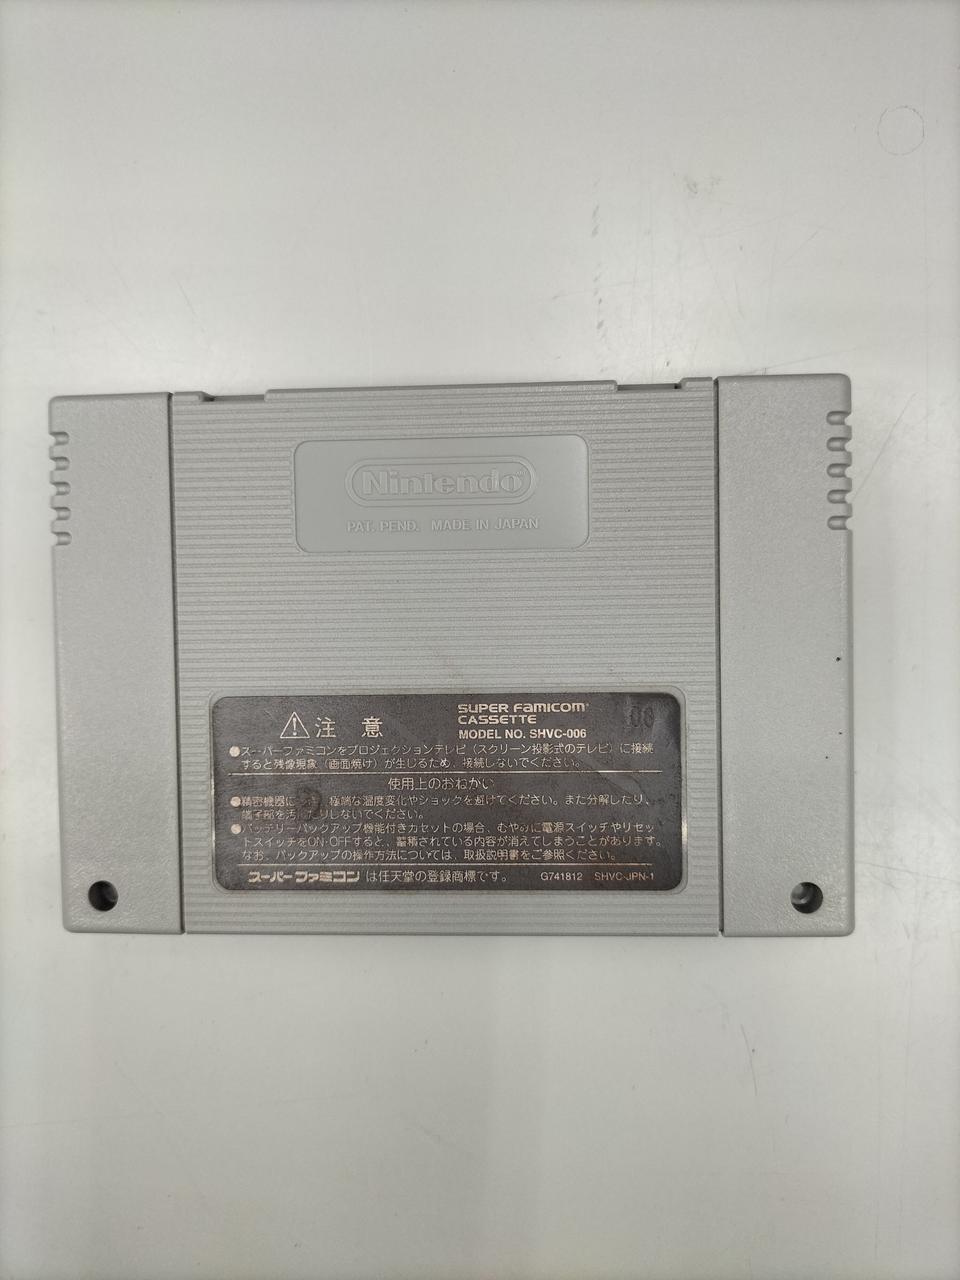 Nintendo
PAT. PEND. MADE IN JAPAN
注 意
SUPER FAMICOM
CASSETTE
MODEL NO. SHVC-006
08
●スーパーファミコンをプロジェクションテレビ(スクリーン投影式のテレビ)に接続
すると残像現象(画面焼け)が生じるため、接続しないでください。
使用上のおねがい
●精密機器に 極端な温度変化やショックを避けてください。また分解したり、
端子部を汚 りしないでください。
●バッテリーバックアップ機能付きカセットの場合、むやみに電源スイッチやリセッ
トスイッチをON・OFFすると、蓄積されている内容が消えてしまうことがあります。
なお、バックアップの操作方法については、取扱説明書をご参照ください。
スーパーファミコン は任天堂の登録商標です。
G741812 SHVC-JPN-1